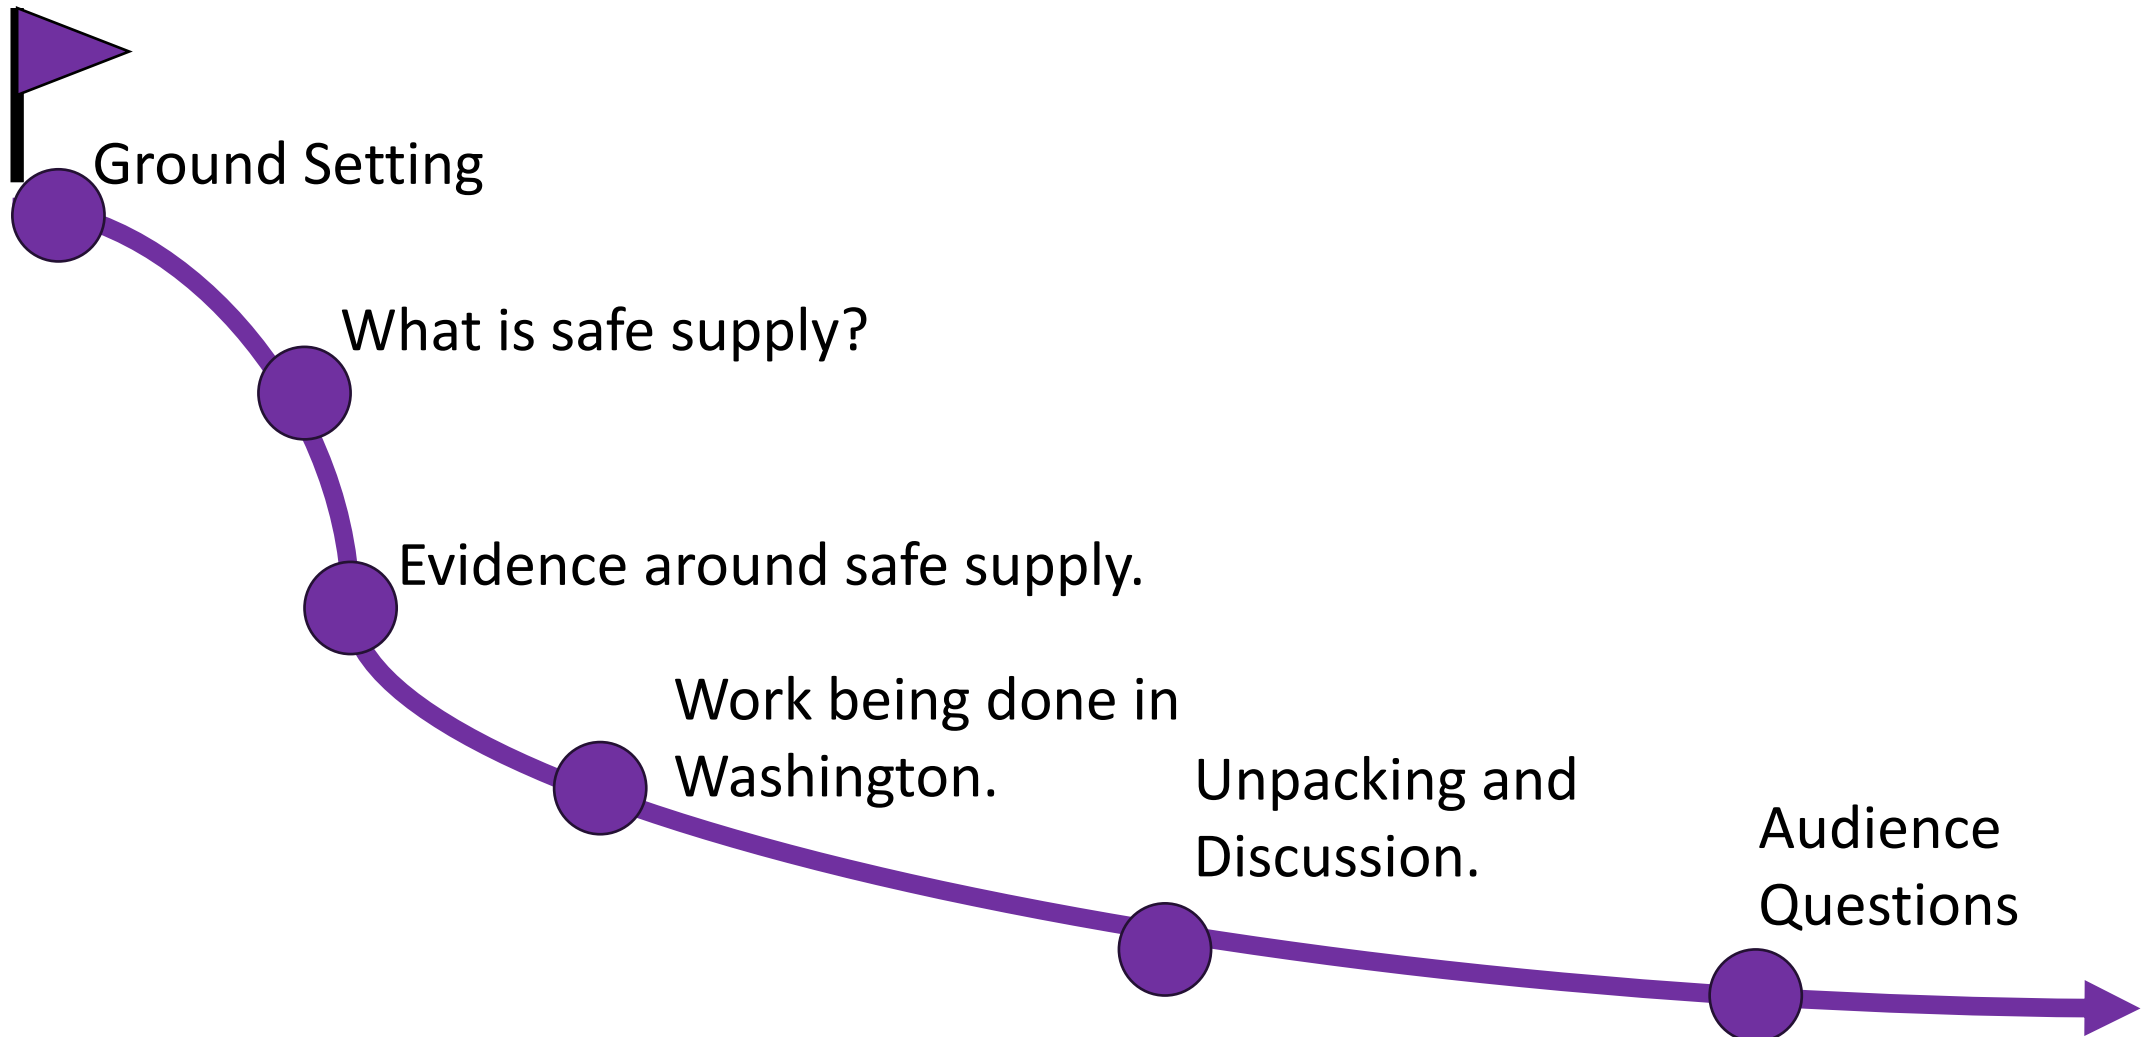 Ground Setting
What is safe supply?
Evidence around safe supply.
Work being done in
Washington.
Unpacking and
Discussion.
Audience
Questions